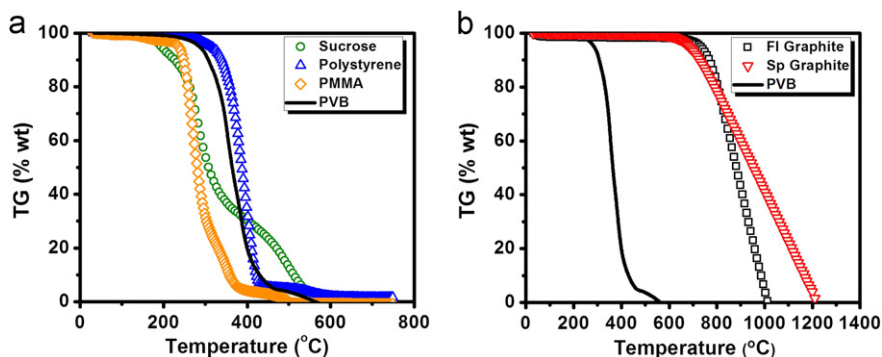 a
TG (% wt)
100
80
60
40
20
0
Sucrose
Polystyrene
PMMA
PVB
0 200 400 600 800
Temperature (°C)
b
TG (% wt)
100
80
60
40
20
0
Fl Graphite
Sp Graphite
PVB
0 200 400 600 800 1000 1200 1400
Temperature (°C)